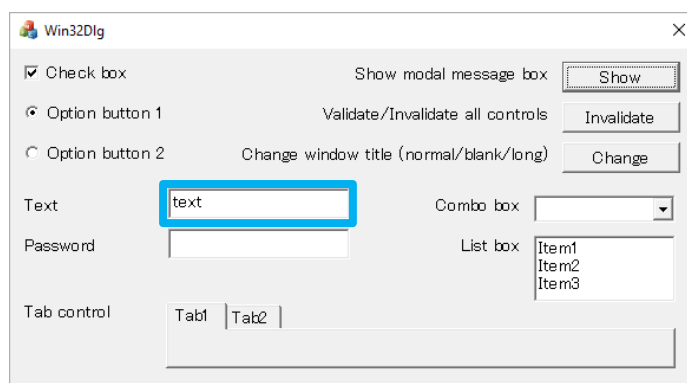 Win32Dlg
Check box
Show modal message box
Show
Option button 1
Validate/Invalidate all controls
Invalidate
Option button 2
Change window title (normal/blank/long)
Change
Text
text
Combo box
Password
List box
Item1
Item2
Item3
Tab control
Tab1
Tab2